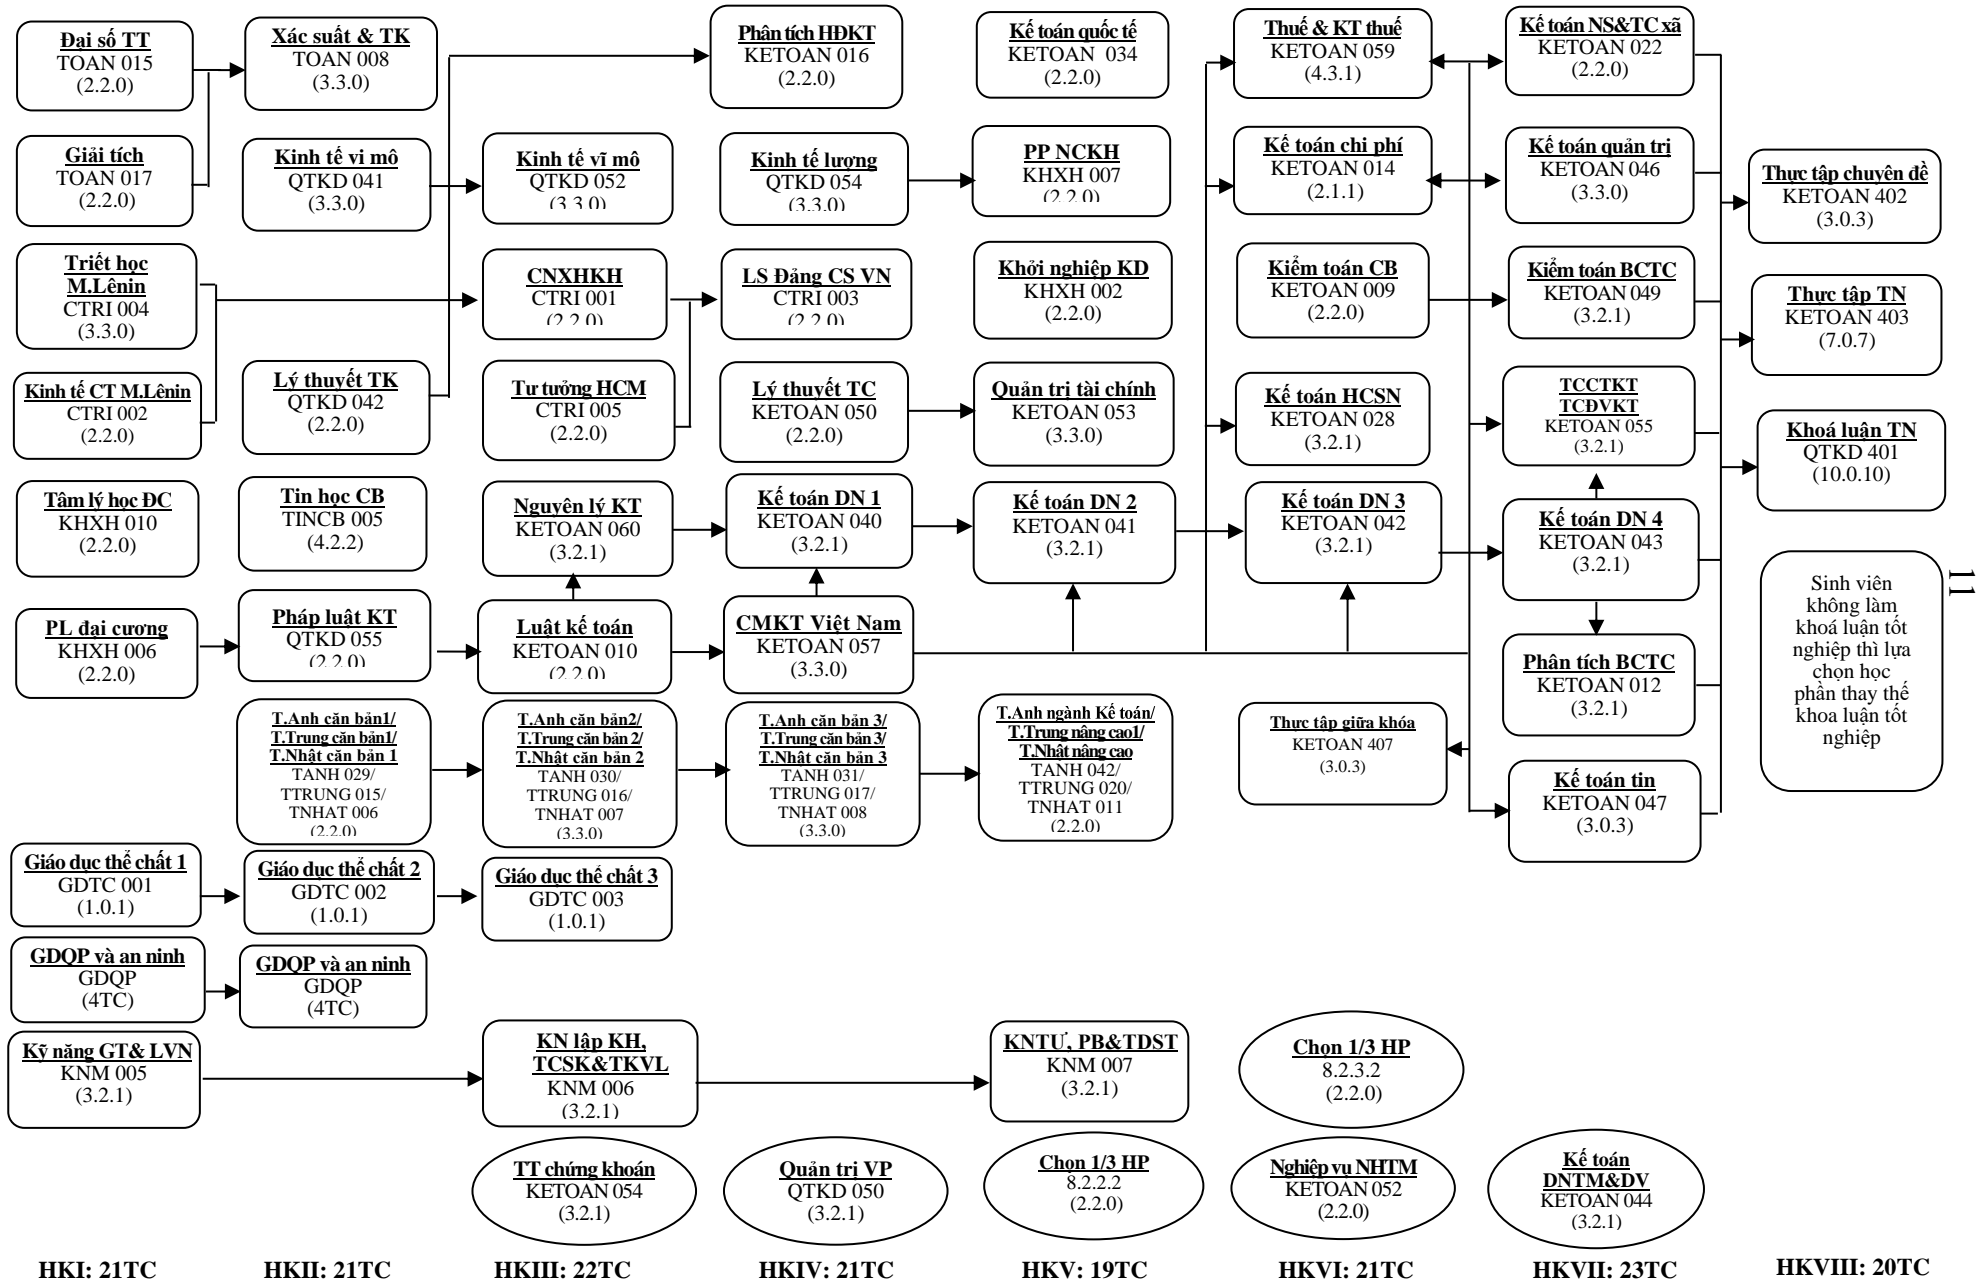 Đại số TT
TOAN 015
(2.2.0)
Giải tích
TOAN 017
(2.2.0)
Triết học
M.Lênin
CTRI 004
(3.3.0)
Kinh tế CT M.Lênin
CTRI 002
(2.2.0)
Tâm lý học ĐC
KHXH 010
(2.2.0)
PL đại cương
KHXH 006
(2.2.0)
Giáo dục thể chất 1
GDTC 001
(1.0.1)
GDQP và an ninh
GDQP
(4TC)
Kỹ năng GT& LVN
KNM 005
(3.2.1)
HKI: 21TC
Xác suất & TK
TOAN 008
(3.3.0)
Kinh tế vi mô
QTKD 041
(3.3.0)
Lý thuyết TK
QTKD 042
(2.2.0)
Tin học CB
TINCB 005
(4.2.2)
Pháp luật KT
QTKD 055
(2.2.0)
T.Anh căn bản1/
T.Trung căn bản1/
T.Nhật căn bản 1
TANH 029/
TTRUNG 015/
TNHAT 006
(2.2.0)
Giáo dục thể chất 2
GDTC 002
(1.0.1)
GDQP và an ninh
GDQP
(4TC)
HKII: 21TC
Kinh tế vĩ mô
QTKD 052
(3.3.0)
CNXHKH
CTRI 001
(2.2.0)
Tư tưởng HCM
CTRI 005
(2.2.0)
Nguyên lý KT
KETOAN 060
(3.2.1)
Luật kế toán
KETOAN 010
(2.2.0)
T.Anh căn bản2/
T.Trung căn bản 2/
T.Nhật căn bản 2
TANH 030/
TTRUNG 016/
TNHAT 007
(3.3.0)
Giáo dục thể chất 3
GDTC 003
(1.0.1)
KN lập KH,
TCSK&TKVL
KNM 006
(3.2.1)
TT chứng khoán
KETOAN 054
(3.2.1)
HKIII: 22TC
Phân tích HĐKT
KETOAN 016
(2.2.0)
Kinh tế lượng
QTKD 054
(3.3.0)
LS Đảng CS VN
CTRI 003
(2.2.0)
Lý thuyết TC
KETOAN 050
(2.2.0)
Kế toán DN 1
KETOAN 040
(3.2.1)
CMKT Việt Nam
KETOAN 057
(3.3.0)
T.Anh căn bản 3/
T.Trung căn bản 3/
T.Nhật căn bản 3
TANH 031/
TTRUNG 017/
TNHAT 008
(3.3.0)
Quản trị VP
QTKD 050
(3.2.1)
HKIV: 21TC
Kế toán quốc tế
KETOAN 034
(2.2.0)
PP NCKH
KHXH 007
(2.2.0)
Khởi nghiệp KD
KHXH 002
(2.2.0)
Quản trị tài chính
KETOAN 053
(3.3.0)
Kế toán DN 2
KETOAN 041
(3.2.1)
T.Anh ngành Kế toán/
T.Trung nâng cao1/
T.Nhật nâng cao
TANH 042/
TTRUNG 020/
TNHAT 011
(2.2.0)
KNTƯ, PB&TDST
KNM 007
(3.2.1)
Chọn 1/3 HP
8.2.2.2
(2.2.0)
HKV: 19TC
Thuế & KT thuế
KETOAN 059
(4.3.1)
Kế toán chi phí
KETOAN 014
(2.1.1)
Kiểm toán CB
KETOAN 009
(2.2.0)
Kế toán HCSN
KETOAN 028
(3.2.1)
Kế toán DN 3
KETOAN 042
(3.2.1)
Thực tập giữa khóa
KETOAN 407
(3.0.3)
Chọn 1/3 HP
8.2.3.2
(2.2.0)
Nghiệp vụ NHTM
KETOAN 052
(2.2.0)
HKVI: 21TC
Kế toán NS&TC xã
KETOAN 022
(2.2.0)
Kế toán quản trị
KETOAN 046
(3.3.0)
Kiểm toán BCTC
KETOAN 049
(3.2.1)
TCCTKT
TCĐVKT
KETOAN 055
(3.2.1)
Kế toán DN 4
KETOAN 043
(3.2.1)
Phân tích BCTC
KETOAN 012
(3.2.1)
Kế toán tin
KETOAN 047
(3.0.3)
Kế toán
DNTM&DV
KETOAN 044
(3.2.1)
HKVII: 23TC
Thực tập chuyên đề
KETOAN 402
(3.0.3)
Thực tập TN
KETOAN 403
(7.0.7)
Khoá luận TN
QTKD 401
(10.0.10)
Sinh viên
không làm
khoá luận tốt
nghiệp thì lựa
chọn học
phần thay thế
khoa luận tốt
nghiệp
HKVIII: 20TC
11